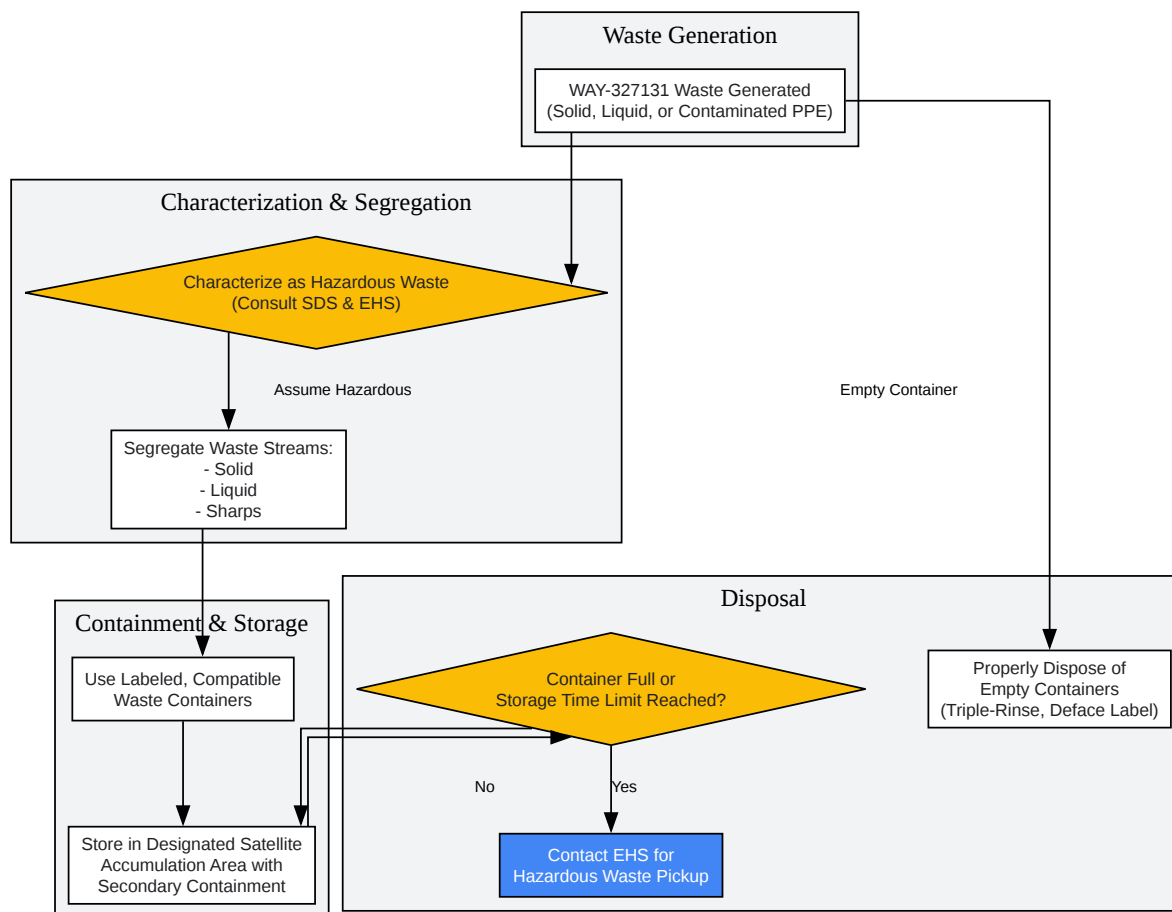 Waste Generation
WAY-327131 Waste Generated
(Solid, Liquid, or Contaminated PPE)
Characterization & Segregation
Characterize as Hazardous Waste
(Consult SDS & EHS)
Assume Hazardous
Empty Container
Segregate Waste Streams:
- Solid
- Liquid
- Sharps
Containment & Storage
Use Labeled, Compatible
Waste Containers
Store in Designated Satellite
Accumulation Area with
Secondary Containment
Disposal
Container Full or
Storage Time Limit Reached?
No
Yes
Contact EHS for
Hazardous Waste Pickup
Properly Dispose of
Empty Containers
(Triple-Rinse, Deface Label)